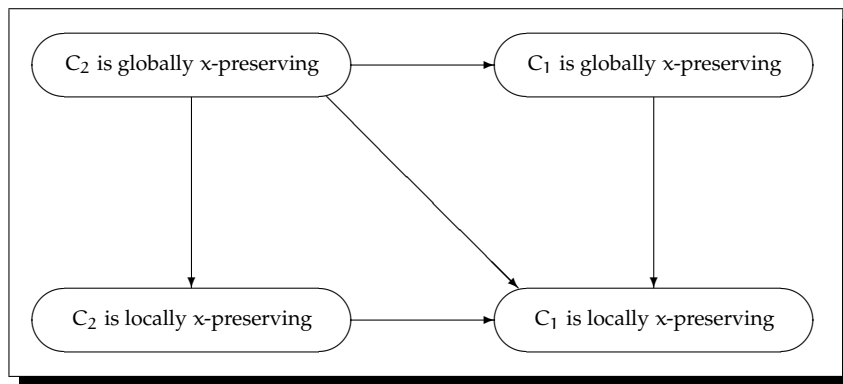 C₂ is globally x-preserving
C₁ is globally x-preserving
C₂ is locally x-preserving
C₁ is locally x-preserving